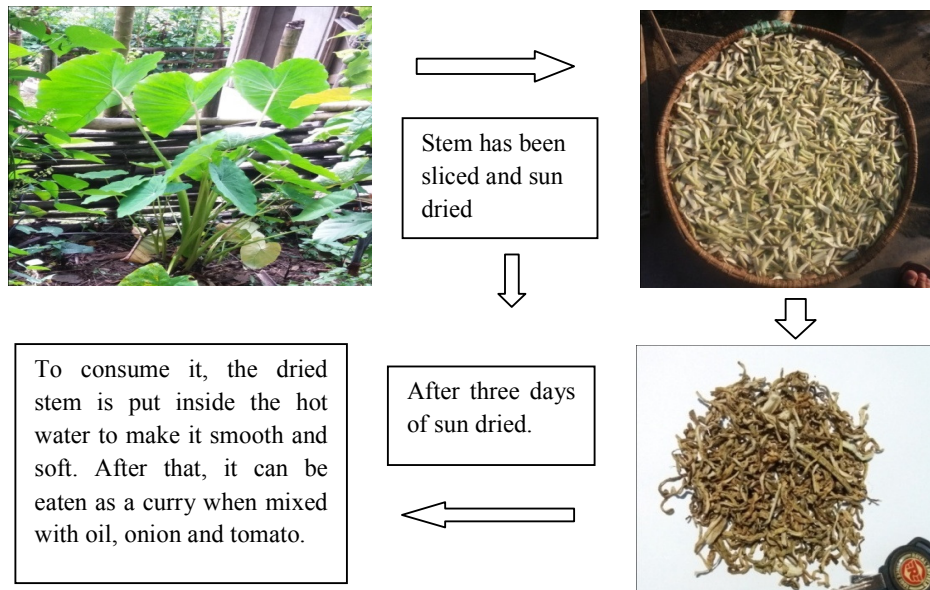 Stem has been
sliced and sun
dried
To consume it, the dried
stem is put inside the hot
water to make it smooth and
soft. After that, it can be
eaten as a curry when mixed
with oil, onion and tomato.
After three days
of sun dried.